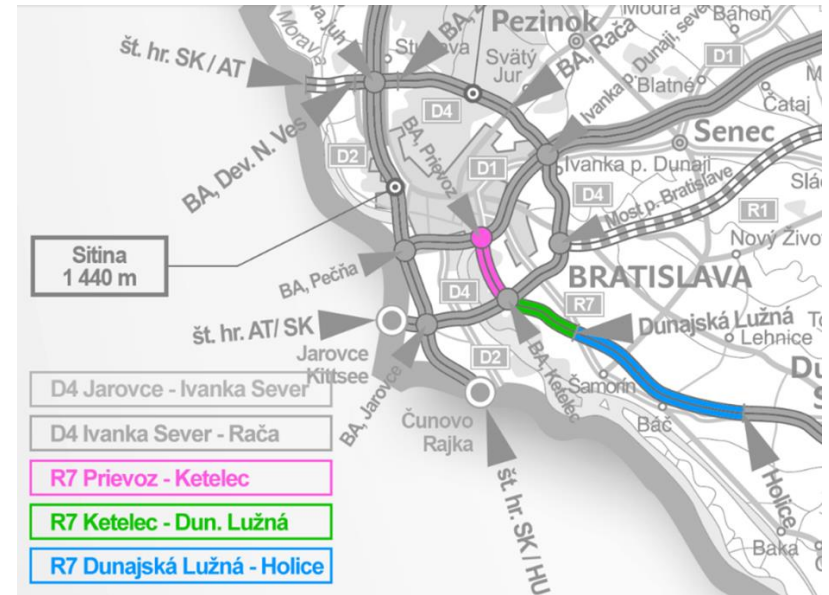 Modra
Báhoň
Pezinok
Morava
Stupava
Svätý
Jur
BA, Rača
Ivanka p. Dunaji, sever
D1
Blatné
Čataj
št. hr. SK / AT
D4
Senec
BA, Dev. N. Ves
D2
BA, Prievoz
D1
Ivanka p. Dunaji
D4
Most p. Bratislave
R1
Nový Živo
Sitina
1 440 m
BA, Pečňa
BRATISLAVA
D4
R7
Dunajská Lužná
Lehnice
št. hr. AT/ SK
Jarovce
Kittsee
BA, Jarovce
D2
BA, Ketelec
Šamorín
Báč
Čunovo
Rajka
št. hr. SK / HU
Holice
Baka
D4 Jarovce - Ivanka Sever
D4 Ivanka Sever - Rača
R7 Prievoz - Ketelec
R7 Ketelec - Dun. Lužná
R7 Dunajská Lužná - Holice